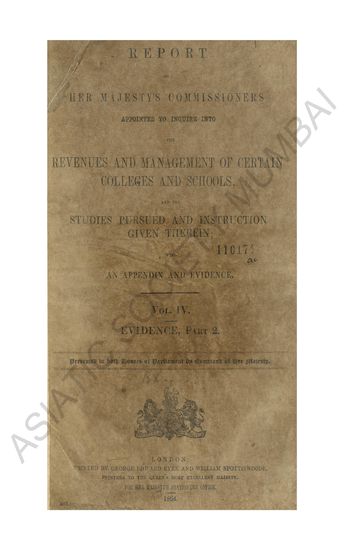 REPORT
OF
HER MAJESTY'S COMMISSIONERS
APPOINTED TO INQUIRE INTO
THE
REVENUES AND MANAGEMENT OF CERTAIN
COLLEGES AND SCHOOLS,
AND THE
STUDIES PURSUED AND INSTRUCTION
GIVEN THEREIN;
WITH
110174
AN APPENDIX AND EVIDENCE.
VOL. IV.
EVIDENCE, PART 2.
Presented to both Houses of Parliament by Command of Her Majesty.
LONDON:
PRINTED BY GEORGE EDWARD EYRE AND WILLIAM SPOTTISWOODE,
PRINTERS TO THE QUEEN'S MOST EXCELLENT MAJESTY.
FOR HER MAJESTY'S STATIONERY OFFICE.
1864.
ASIATIC SOCIETY MUMBAI